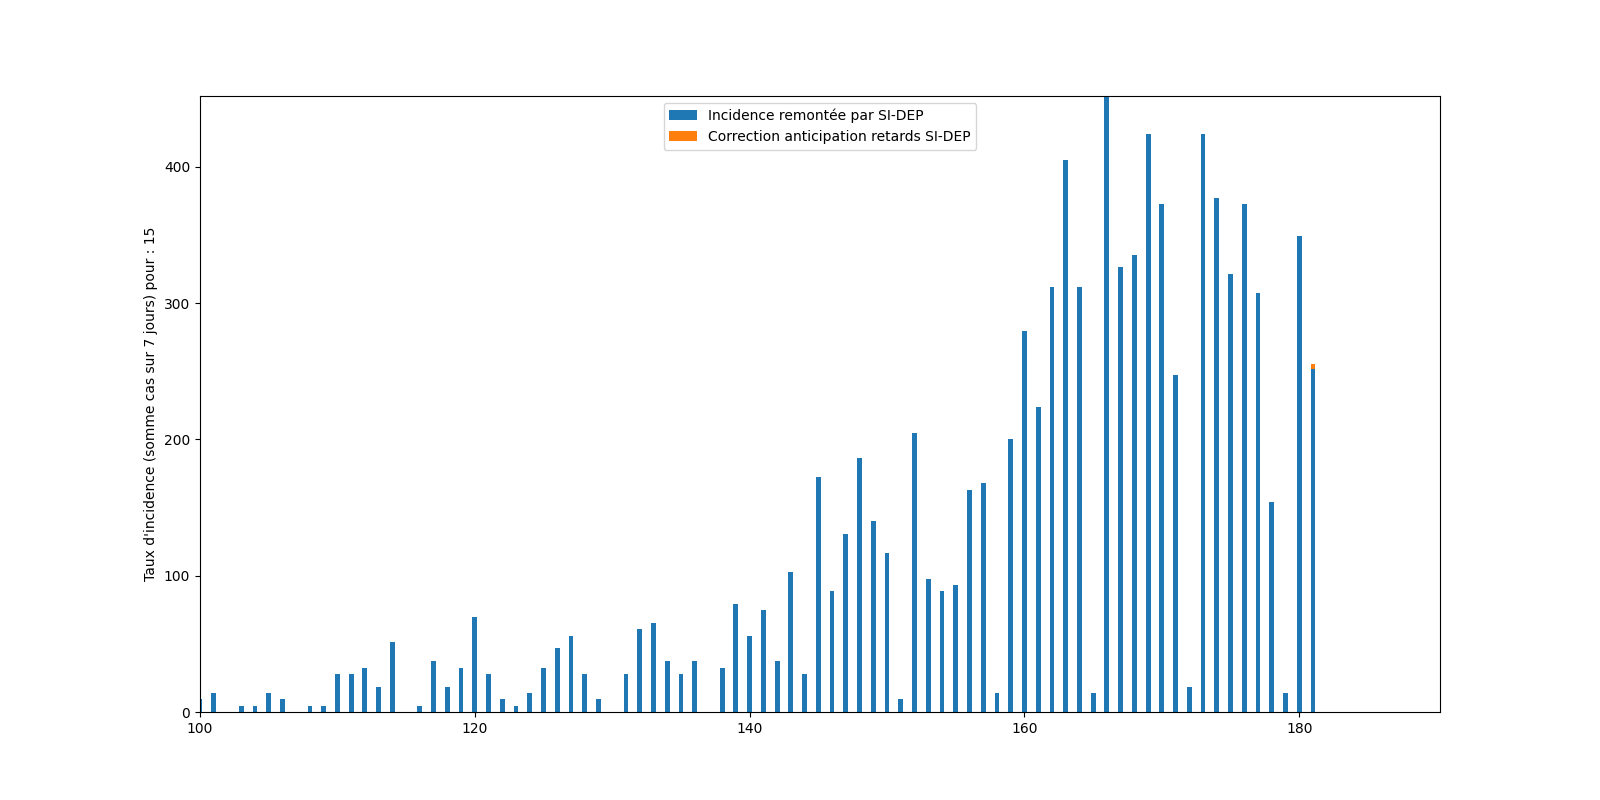 Incidence remontée par SI-DEP
Correction anticipation retards SI-DEP
Taux d'incidence (somme cas sur 7 jours) pour : 15
400
300
200
100
0
100 120 140 160 180